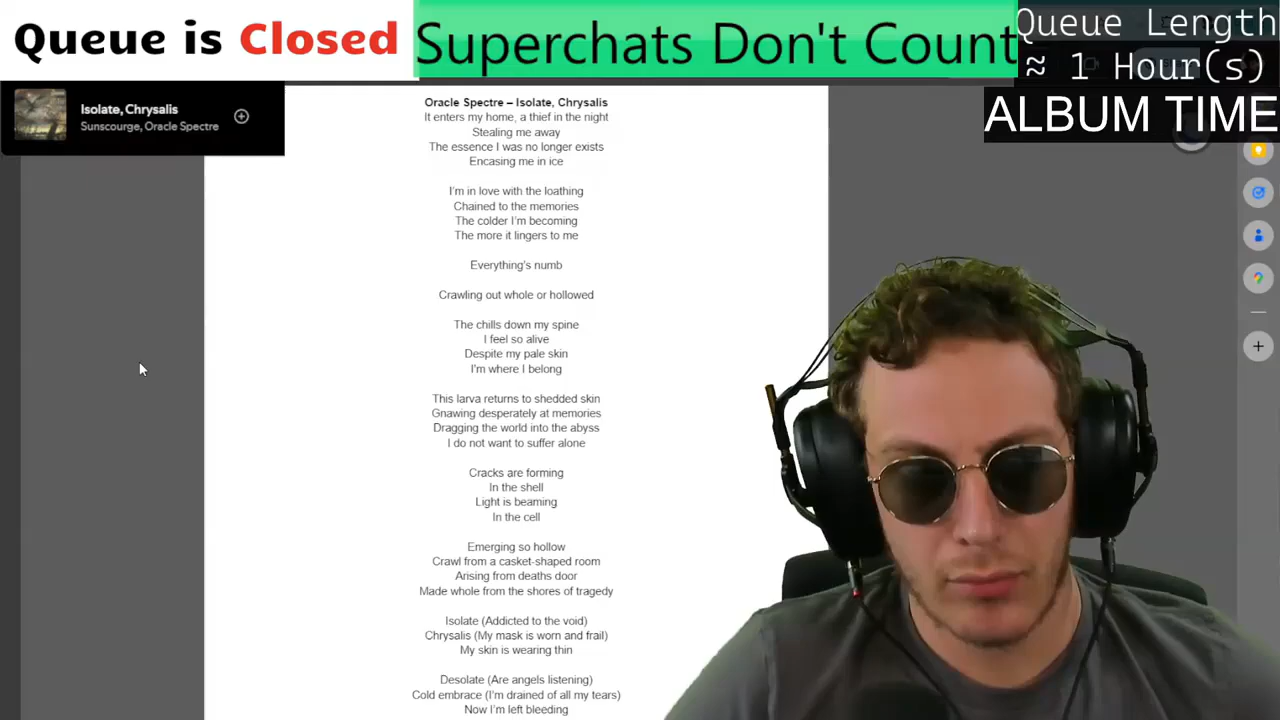 Queue is Closed
Superchats Don't Count
Queue Length
≈ 1 Hour(s)
ALBUM TIME
Isolate, Chrysalis
Sunscourge, Oracle Spectre
Oracle Spectre – Isolate, Chrysalis
It enters my home, a thief in the night
Stealing me away
The essence I was no longer exists
Encasing me in ice
I'm in love with the loathing
Chained to the memories
The colder I'm becoming
The more it lingers to me
Everything's numb
Crawling out whole or hollowed
The chills down my spine
I feel so alive
Despite my pale skin
I'm where I belong
This larva returns to shedded skin
Gnawing desperately at memories
Dragging the world into the abyss
I do not want to suffer alone
Cracks are forming
In the shell
Light is beaming
In the cell
Emerging so hollow
Crawl from a casket-shaped room
Arising from deaths door
Made whole from the shores of tragedy
Isolate (Addicted to the void)
Chrysalis (My mask is worn and frail)
My skin is wearing thin
Desolate (Are angels listening)
Cold embrace (I'm drained of all my tears)
Now I'm left bleeding